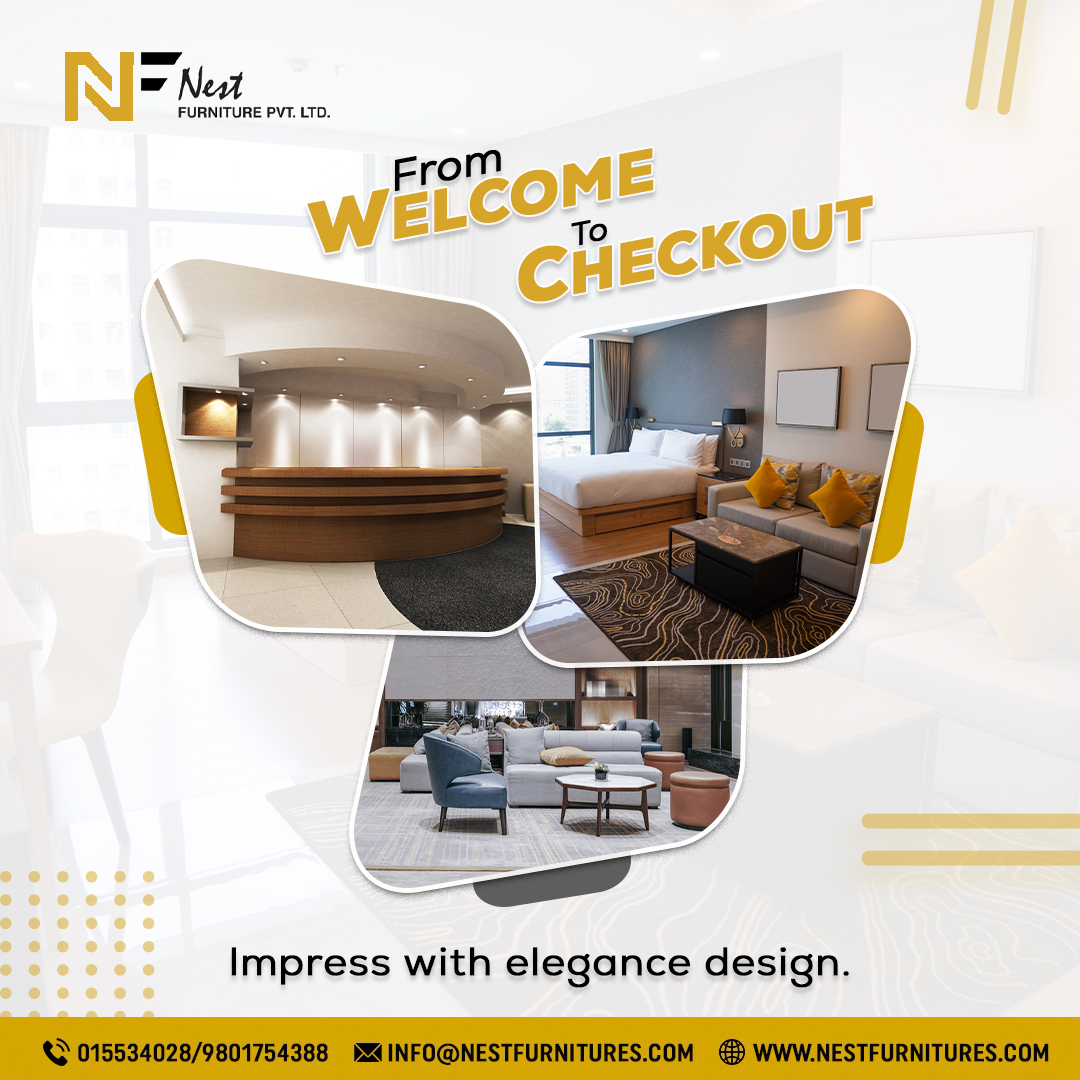 NF Nest
FURNITURE PVT. LTD.
From
WELCOME
To
CHECKOUT
Impress with elegance design.
015534028/9801754388 INFO@NESTFURNITURES.COM WWW.NESTFURNITURES.COM